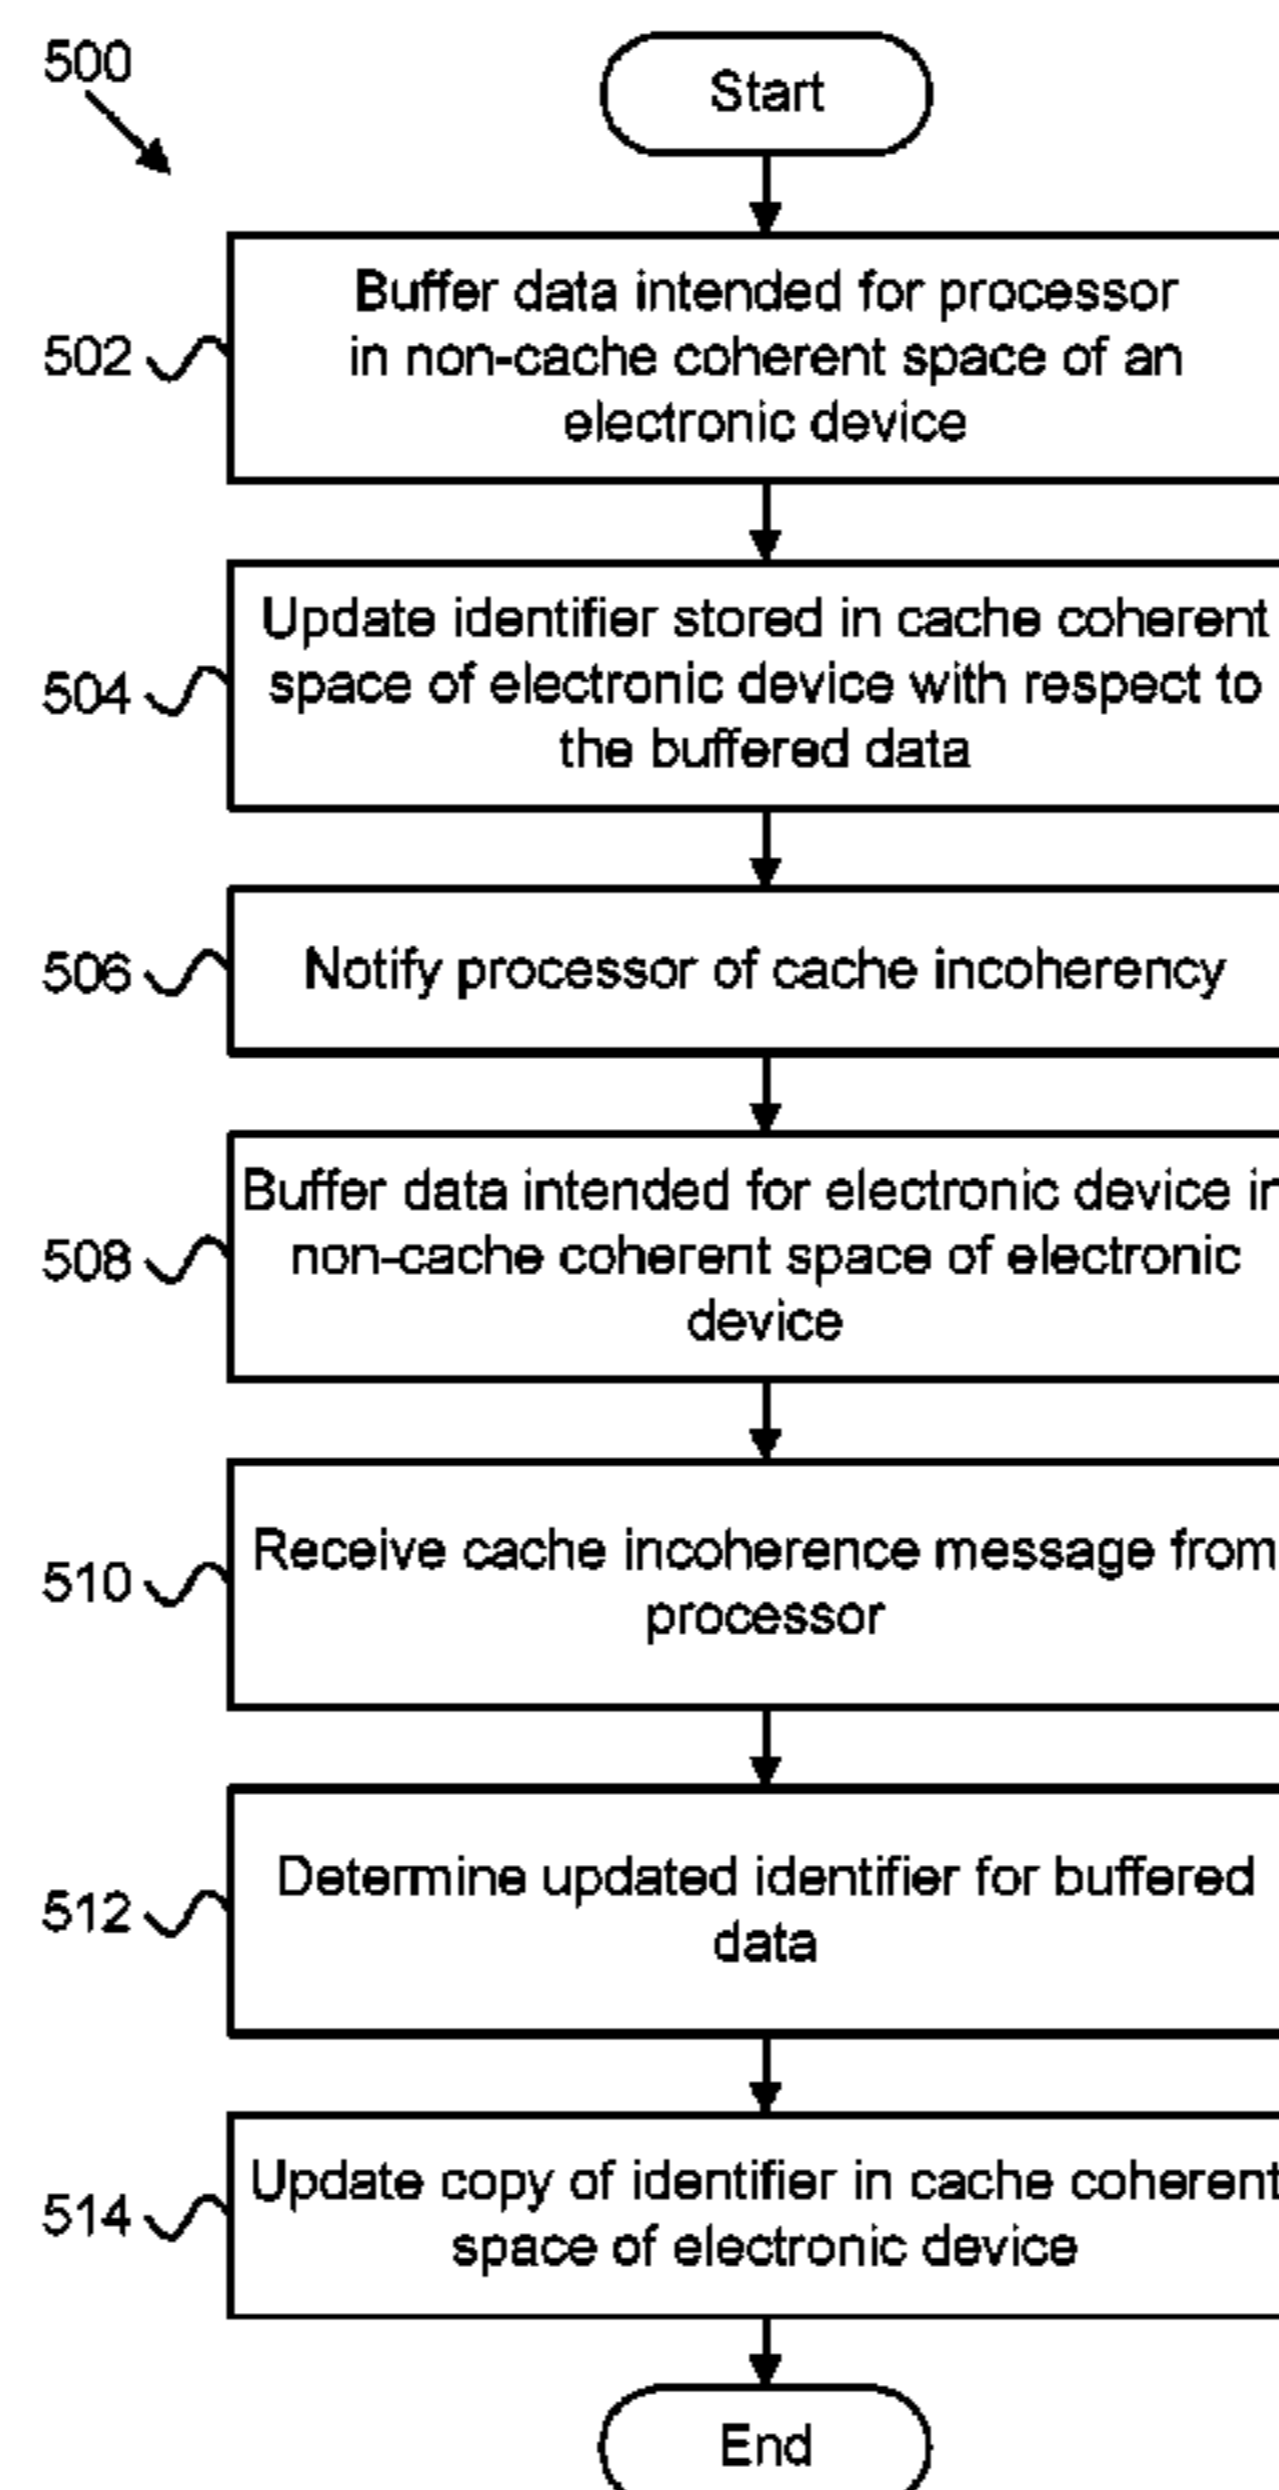 500
Start
502
Buffer data intended for processor
in non-cache coherent space of an
electronic device
504
Update identifier stored in cache coherent
space of electronic device with respect to
the buffered data
506
Notify processor of cache incoherency
508
Buffer data intended for electronic device in
non-cache coherent space of electronic
device
510
Receive cache incoherence message from
processor
512
Determine updated identifier for buffered
data
514
Update copy of identifier in cache coherent
space of electronic device
End